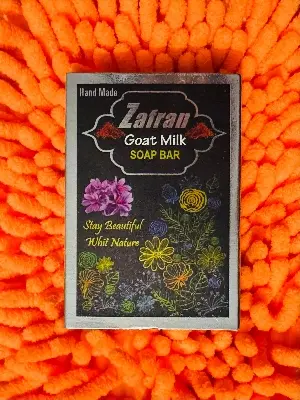 Hand Made
Zafran
Goat Milk
SOAP BAR
Stay Beautiful
Whit Nature